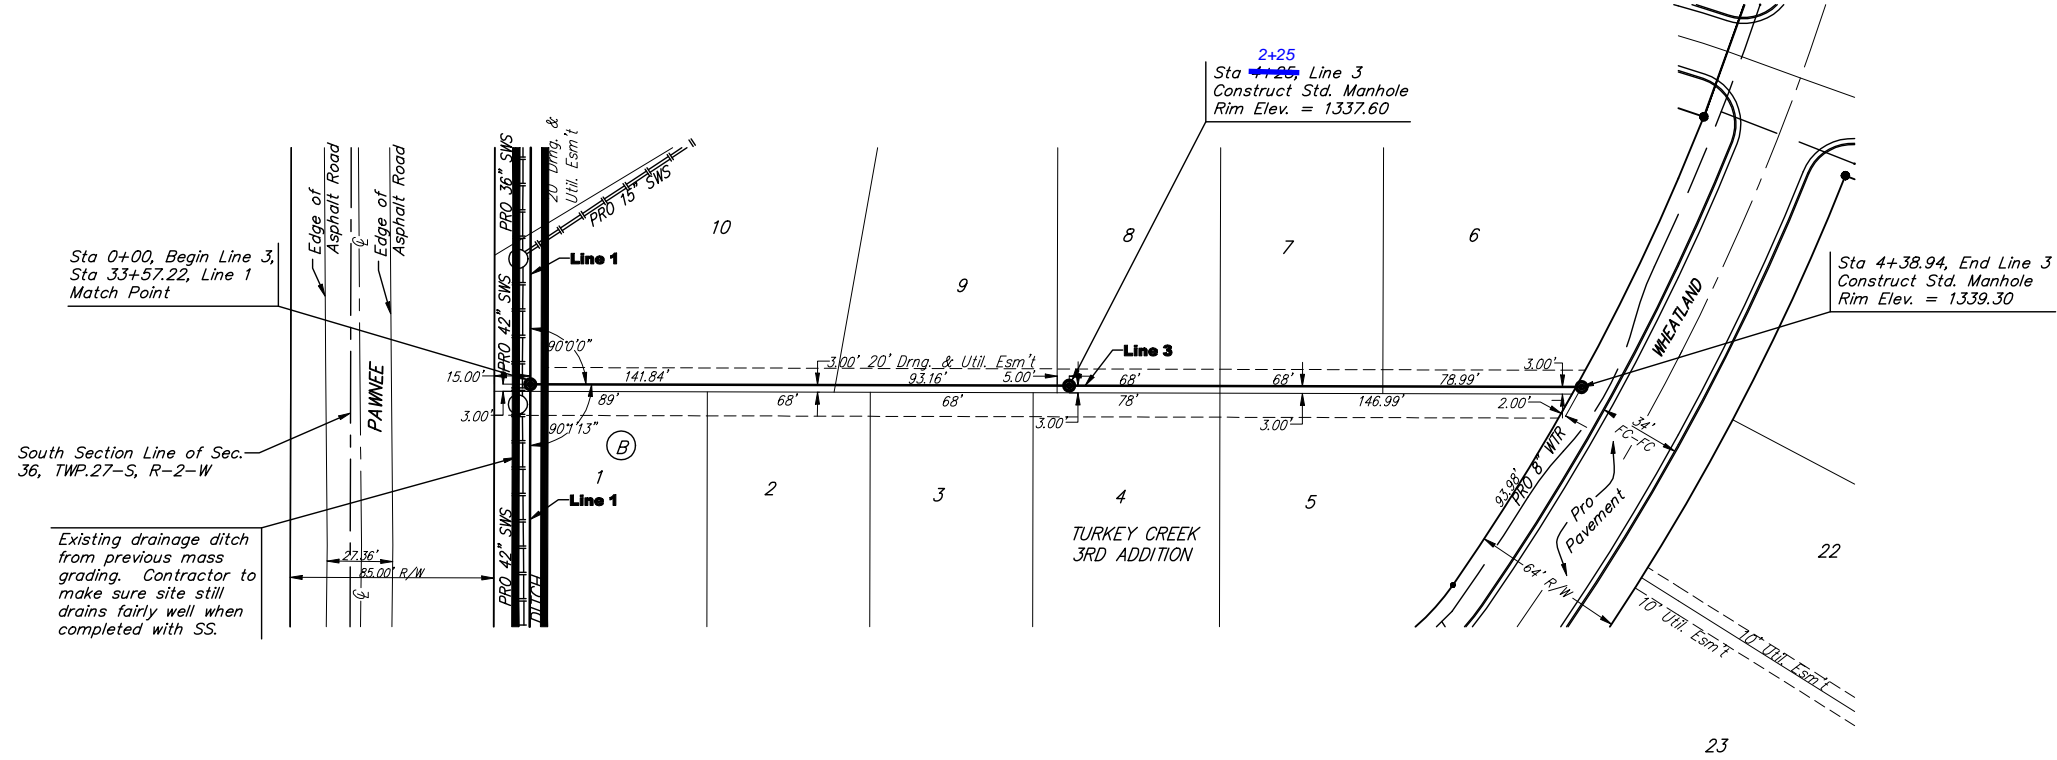 2+25
Sta 4+25, Line 3
Construct Std. Manhole
Rim Elev. = 1337.60
Sta 0+00, Begin Line 3,
Sta 33+57.22, Line 1
Match Point
Edge of
Asphalt Road
Edge of
Asphalt Road
PRO 36" SWS
20' Drng. &
Util. Esm't
PRO 15" SWS
10
9
8
7
6
Line 1
PRO 42" SWS
Sta 4+38.94, End Line 3
Construct Std. Manhole
Rim Elev. = 1339.30
WHEATLAND
PAWNEE
90°0'0"
15.00'
141.84'
3.00'
20' Drng. & Util. Esm't
93.16'
5.00'
Line 3
68'
68'
78.99'
3.00'
3.00'
89'
68'
68'
3.00'
78'
3.00'
146.99'
2.00'
90°1'13"
B
South Section Line of Sec.
36, TWP.27-S, R-2-W
1
2
3
4
5
Line 1
TURKEY CREEK
3RD ADDITION
93.98'
PRO 8" WTR
34'
FC-FC
Pro
Pavement
22
Existing drainage ditch
from previous mass
grading. Contractor to
make sure site still
drains fairly well when
completed with SS.
27.36'
85.00' R/W
PRO 42" SWS
DITCH
64' R/W
10' Util. Esm't
10' Util. Esm't
23